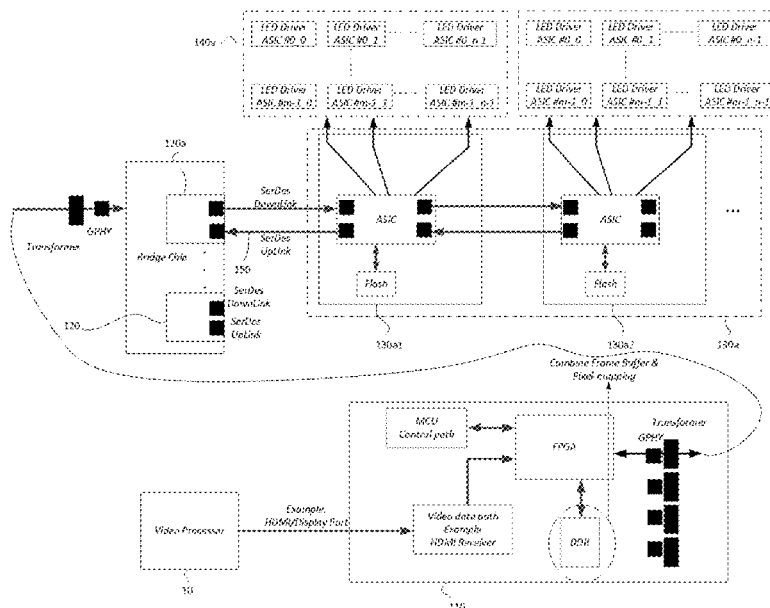 140a
LED Driver
ASIC #0_0
LED Driver
ASIC #0_1
LED Driver
ASIC #0_n-1
LED Driver
ASIC #m-1_0
LED Driver
ASIC #m-1_1
LED Driver
ASIC #m-1_n-1
LED Driver
ASIC #0_0
LED Driver
ASIC #0_1
LED Driver
ASIC #0_n-1
LED Driver
ASIC #m-1_0
LED Driver
ASIC #m-1_1
LED Driver
ASIC #m-1_n-1
120a
Transformer
GPHY
Bridge Chip
SerDes
DownLink
SerDes
UpLink
150
ASIC
Flash
ASIC
Flash
...
120
SerDes
DownLink
SerDes
UpLink
130a1
130a2
130a
Combine Frame Buffer &
Pixel-mapping
MCU
Control path
FPGA
GPHY
Transformer
Video Processor
Example,
HDMI/Display Port
Video data path
Example
HDMI Receiver
DDR
10
110